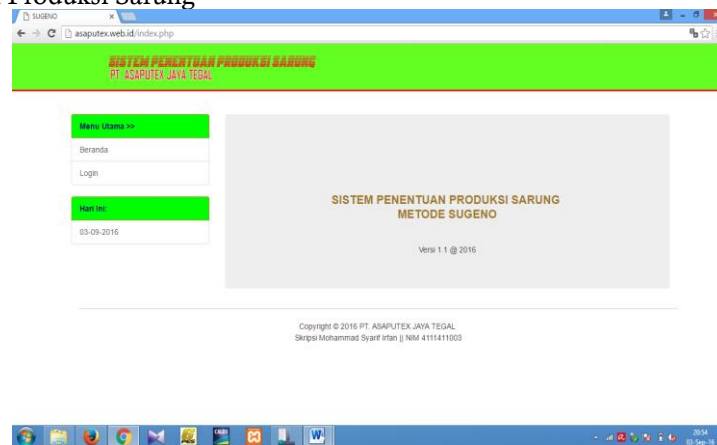 Produksi Sarung
SUGENO
asaputex.web.id/index.php
SISTEM PENENTUAN PRODUKSI SARUNG
PT. ASAPUTEX JAYA TEGAL
Menu Utama >>
Beranda
Login
Hari Ini:
03-09-2016
SISTEM PENENTUAN PRODUKSI SARUNG
METODE SUGENO
Versi 1.1 @ 2016
Copyright © 2016 PT. ASAPUTEX JAYA TEGAL
Skripsi Mohammad Syarif Irfan || NIM 4111411003
20:54
03-Sep-16